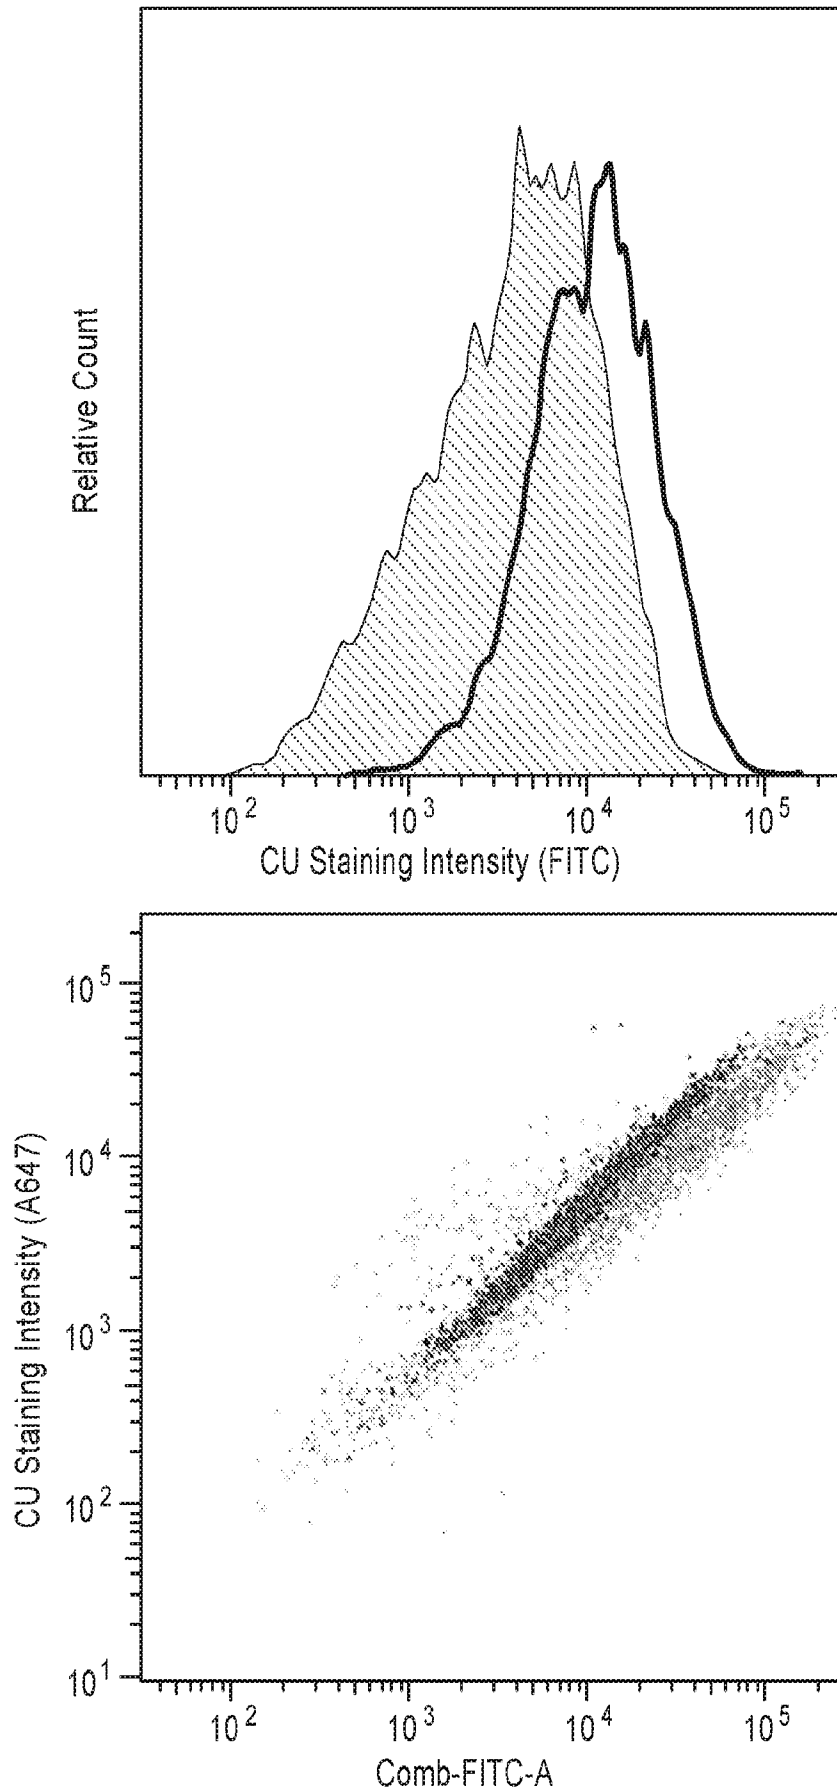 Relative Count
10^2 10^3 10^4 10^5
CU Staining Intensity (FITC)
CU Staining Intensity (A647)
10^5
10^4
10^3
10^2
10^1
10^2 10^3 10^4 10^5
Comb-FITC-A